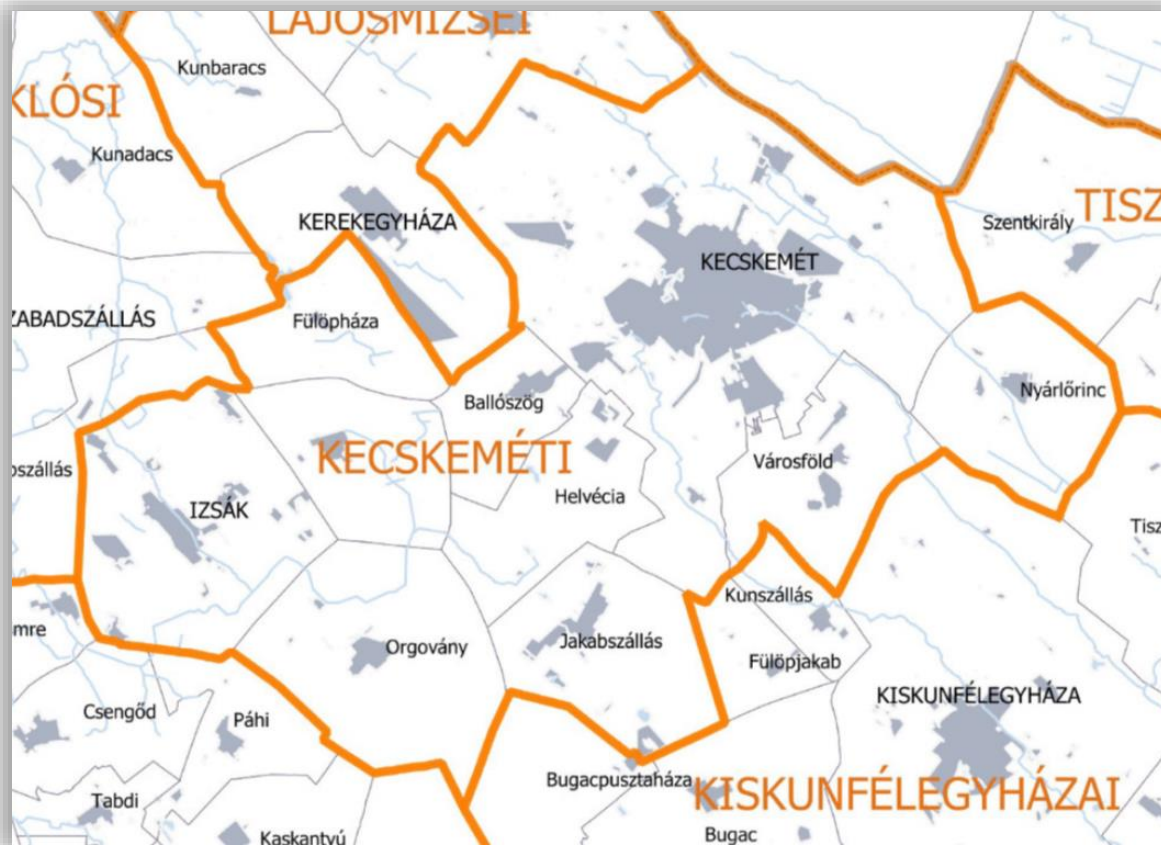 LAJOSMIZSEI
Kunbaracs
KLÓSI
Kunadacs
KEREKEGYHÁZA
TISZ
Szentkirály
KECSKEMÉT
ZABADSZÁLLÁS
Fülöpháza
Nyárlőrinc
Ballószög
KECSKEMÉTI
Városföld
Helvécia
IZSÁK
Tisz
Kunszállás
mre
Orgovány
Jakabszállás
Fülöpjakab
KISKUNFÉLEGYHÁZA
Csengőd
Páhi
Bugacpusztaháza
KISKUNFÉLEGYHÁZAI
Tabdi
Kaskantyú
Bugac